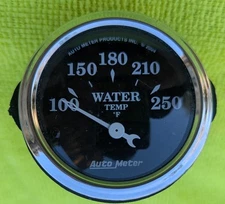 AUTO METER PRODUCTS INC.
180
150 210
100 250
WATER
TEMP
°F
Auto Meter